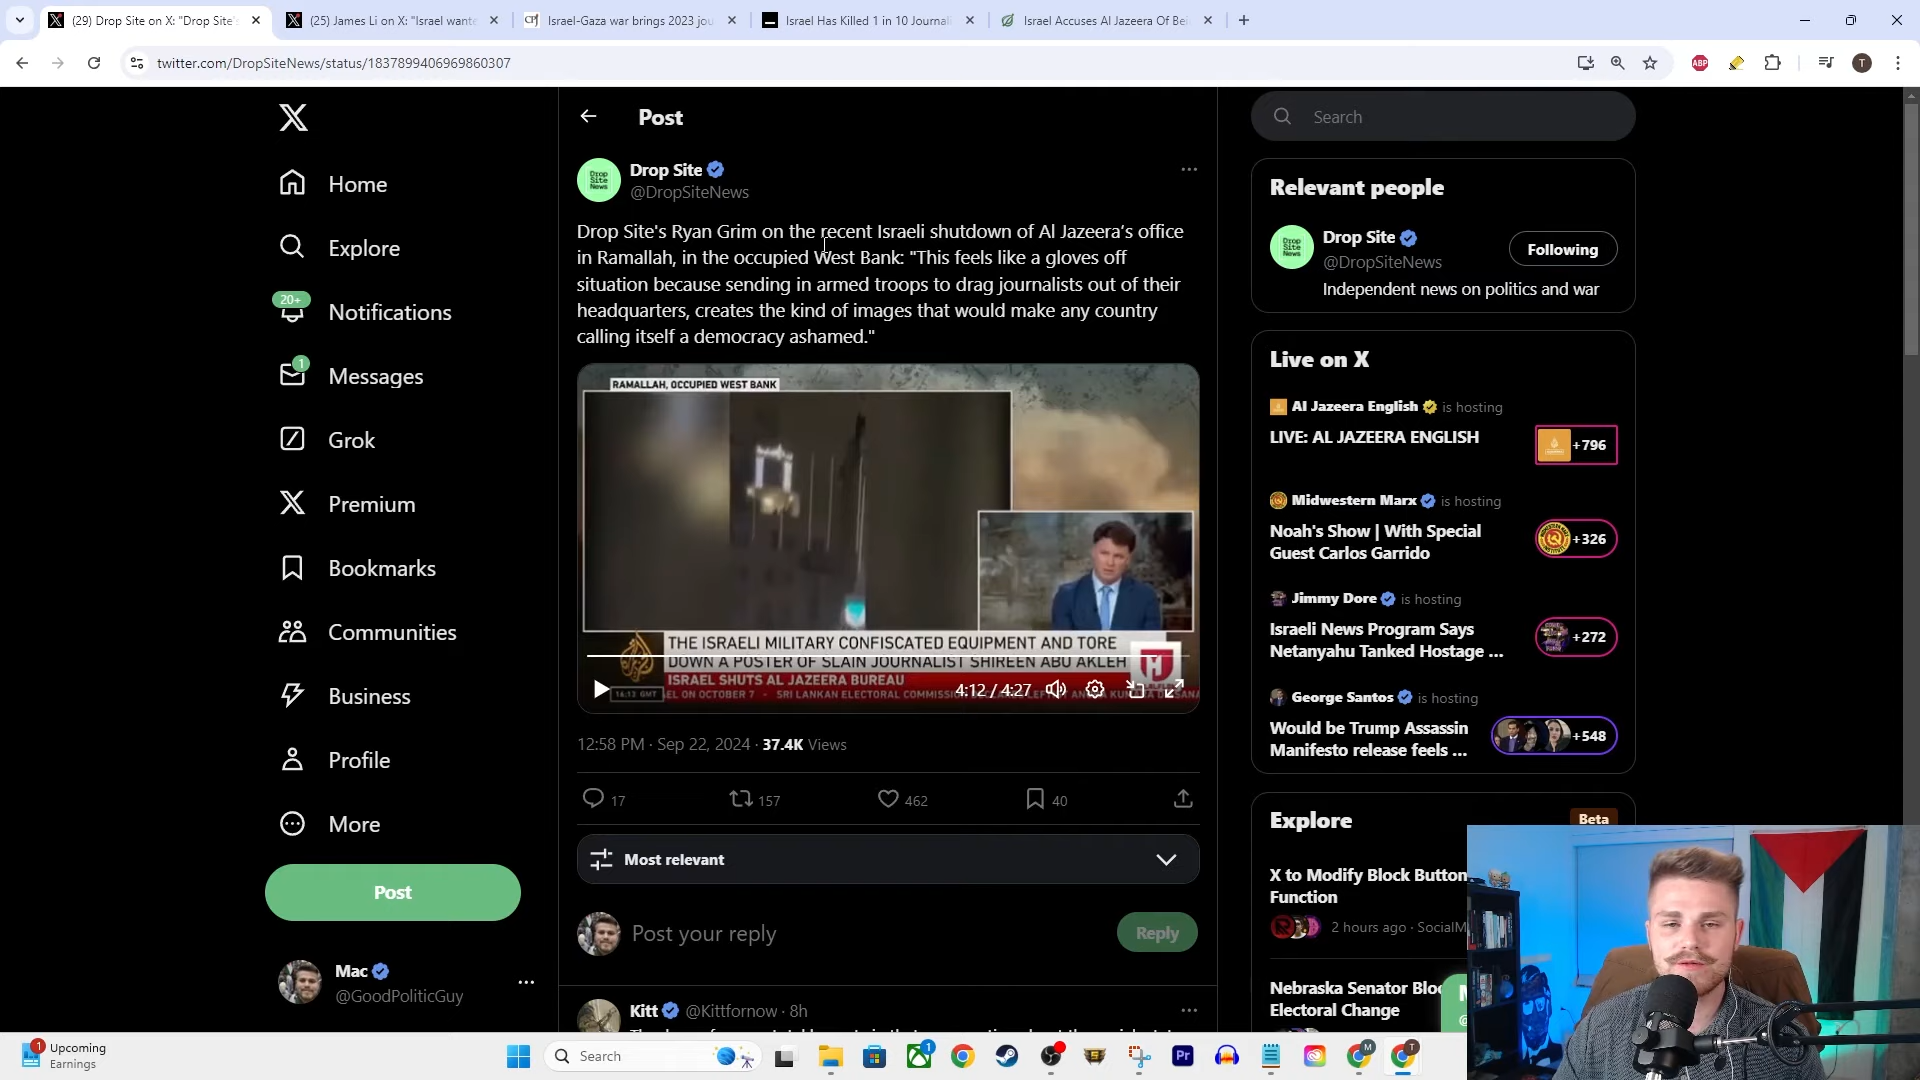 (29) Drop Site on X: "Drop Site's
(25) James Li on X: "Israel wante
Israel-Gaza war brings 2023 jou
Israel Has Killed 1 in 10 Journali
Israel Accuses Al Jazeera Of Bei
twitter.com/DropSiteNews/status/1837899406969860307
ABP
T
Home
Explore
20+
Notifications
1
Messages
Grok
Premium
Bookmarks
Communities
Business
Profile
More
Post
Mac
@GoodPoliticGuy
Post
Drop Site
@DropSiteNews
Drop Site's Ryan Grim on the recent Israeli shutdown of Al Jazeera’s office
in Ramallah, in the occupied West Bank: "This feels like a gloves off
situation because sending in armed troops to drag journalists out of their
headquarters, creates the kind of images that would make any country
calling itself a democracy ashamed."
RAMALLAH, OCCUPIED WEST BANK
THE ISRAELI MILITARY CONFISCATED EQUIPMENT AND TORE
DOWN A POSTER OF SLAIN JOURNALIST SHIREEN ABU AKLEH
ISRAEL SHUTS AL JAZEERA BUREAU
16:12 GMT
EL ON OCTOBER 7 - SRI LANKAN ELECTORAL COMMISS
4:12 / 4:27
12:58 PM · Sep 22, 2024 · 37.4K Views
17
157
462
40
Most relevant
Post your reply
Reply
Kitt @Kittfornow · 8h
Search
Relevant people
Drop Site
@DropSiteNews
Following
Independent news on politics and war
Live on X
Al Jazeera English is hosting
LIVE: AL JAZEERA ENGLISH
+796
Midwestern Marx is hosting
Noah's Show | With Special
Guest Carlos Garrido
+326
Jimmy Dore is hosting
Israeli News Program Says
Netanyahu Tanked Hostage ...
+272
George Santos is hosting
Would be Trump Assassin
Manifesto release feels ...
+548
Explore
Beta
X to Modify Block Button
Function
2 hours ago · SocialM
Nebraska Senator Bloc
Electoral Change
Upcoming
Earnings
Search